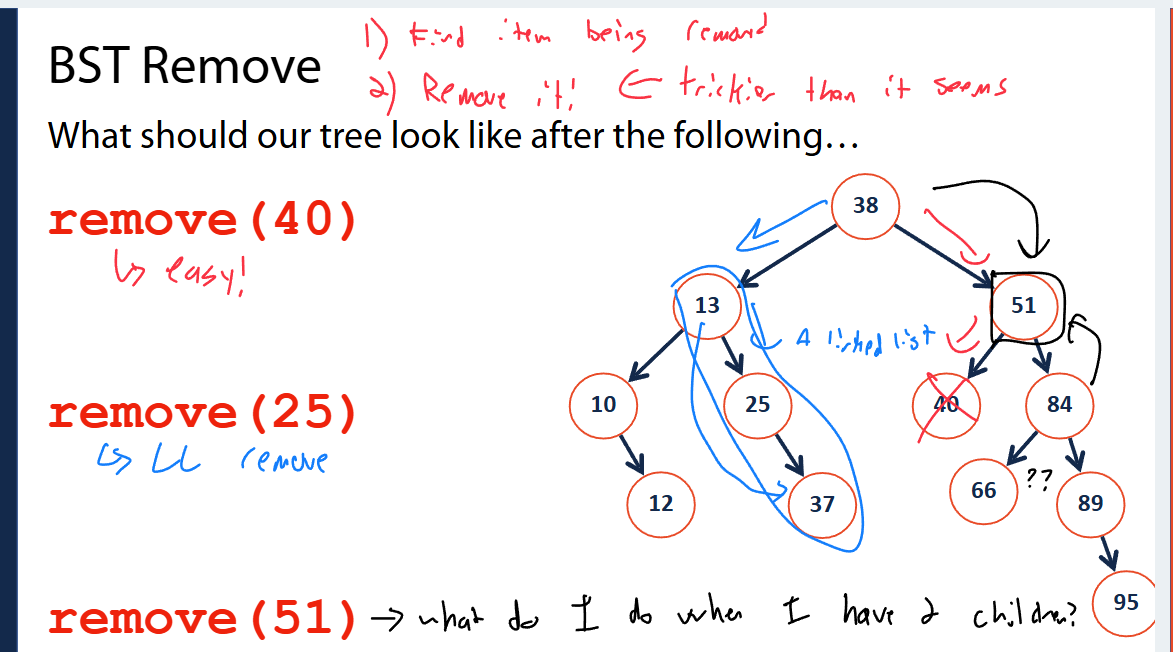 1) Find item being removed
BST Remove
2) Remove it! ← trickier than it seems
What should our tree look like after the following…
38
remove(40)
↳ easy!
13
51
A linked list
10
25
40
84
remove(25)
↳ LL remove
66
??
12
37
89
95
remove(51) → what do I do when I have 2 children?